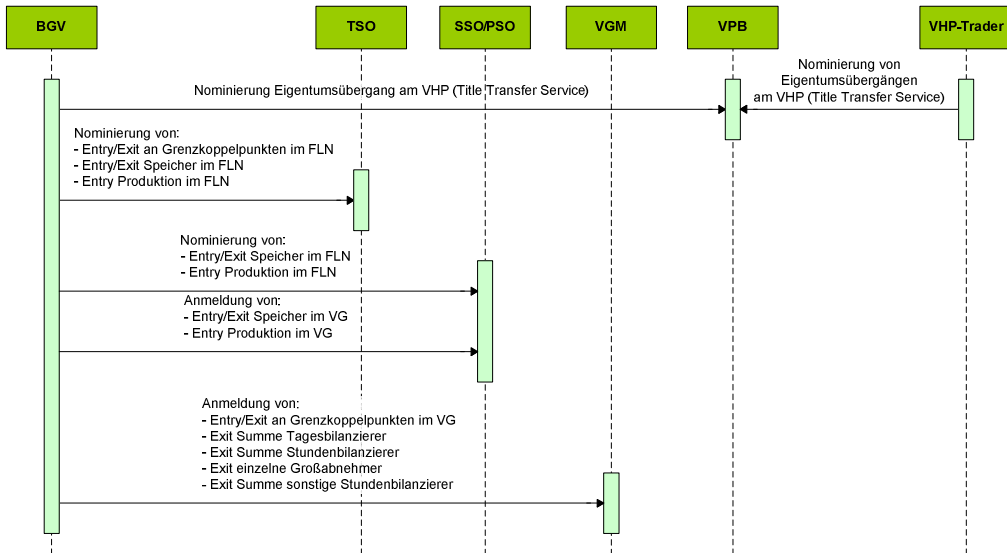 BGV
TSO
SSO/PSO
VGM
VPB
VHP-Trader
Nominierung Eigentumsübergang am VHP (Title Transfer Service)
Nominierung von
Eigentumsübergängen
am VHP (Title Transfer Service)
Nominierung von:
- Entry/Exit an Grenzkoppelpunkten im FLN
- Entry/Exit Speicher im FLN
- Entry Produktion im FLN
Nominierung von:
- Entry/Exit Speicher im FLN
- Entry Produktion im FLN
Anmeldung von:
- Entry/Exit Speicher im VG
- Entry Produktion im VG
Anmeldung von:
- Entry/Exit an Grenzkoppelpunkten im VG
- Exit Summe Tagesbilanzierer
- Exit Summe Stundenbilanzierer
- Exit einzelne Großabnehmer
- Exit Summe sonstige Stundenbilanzierer